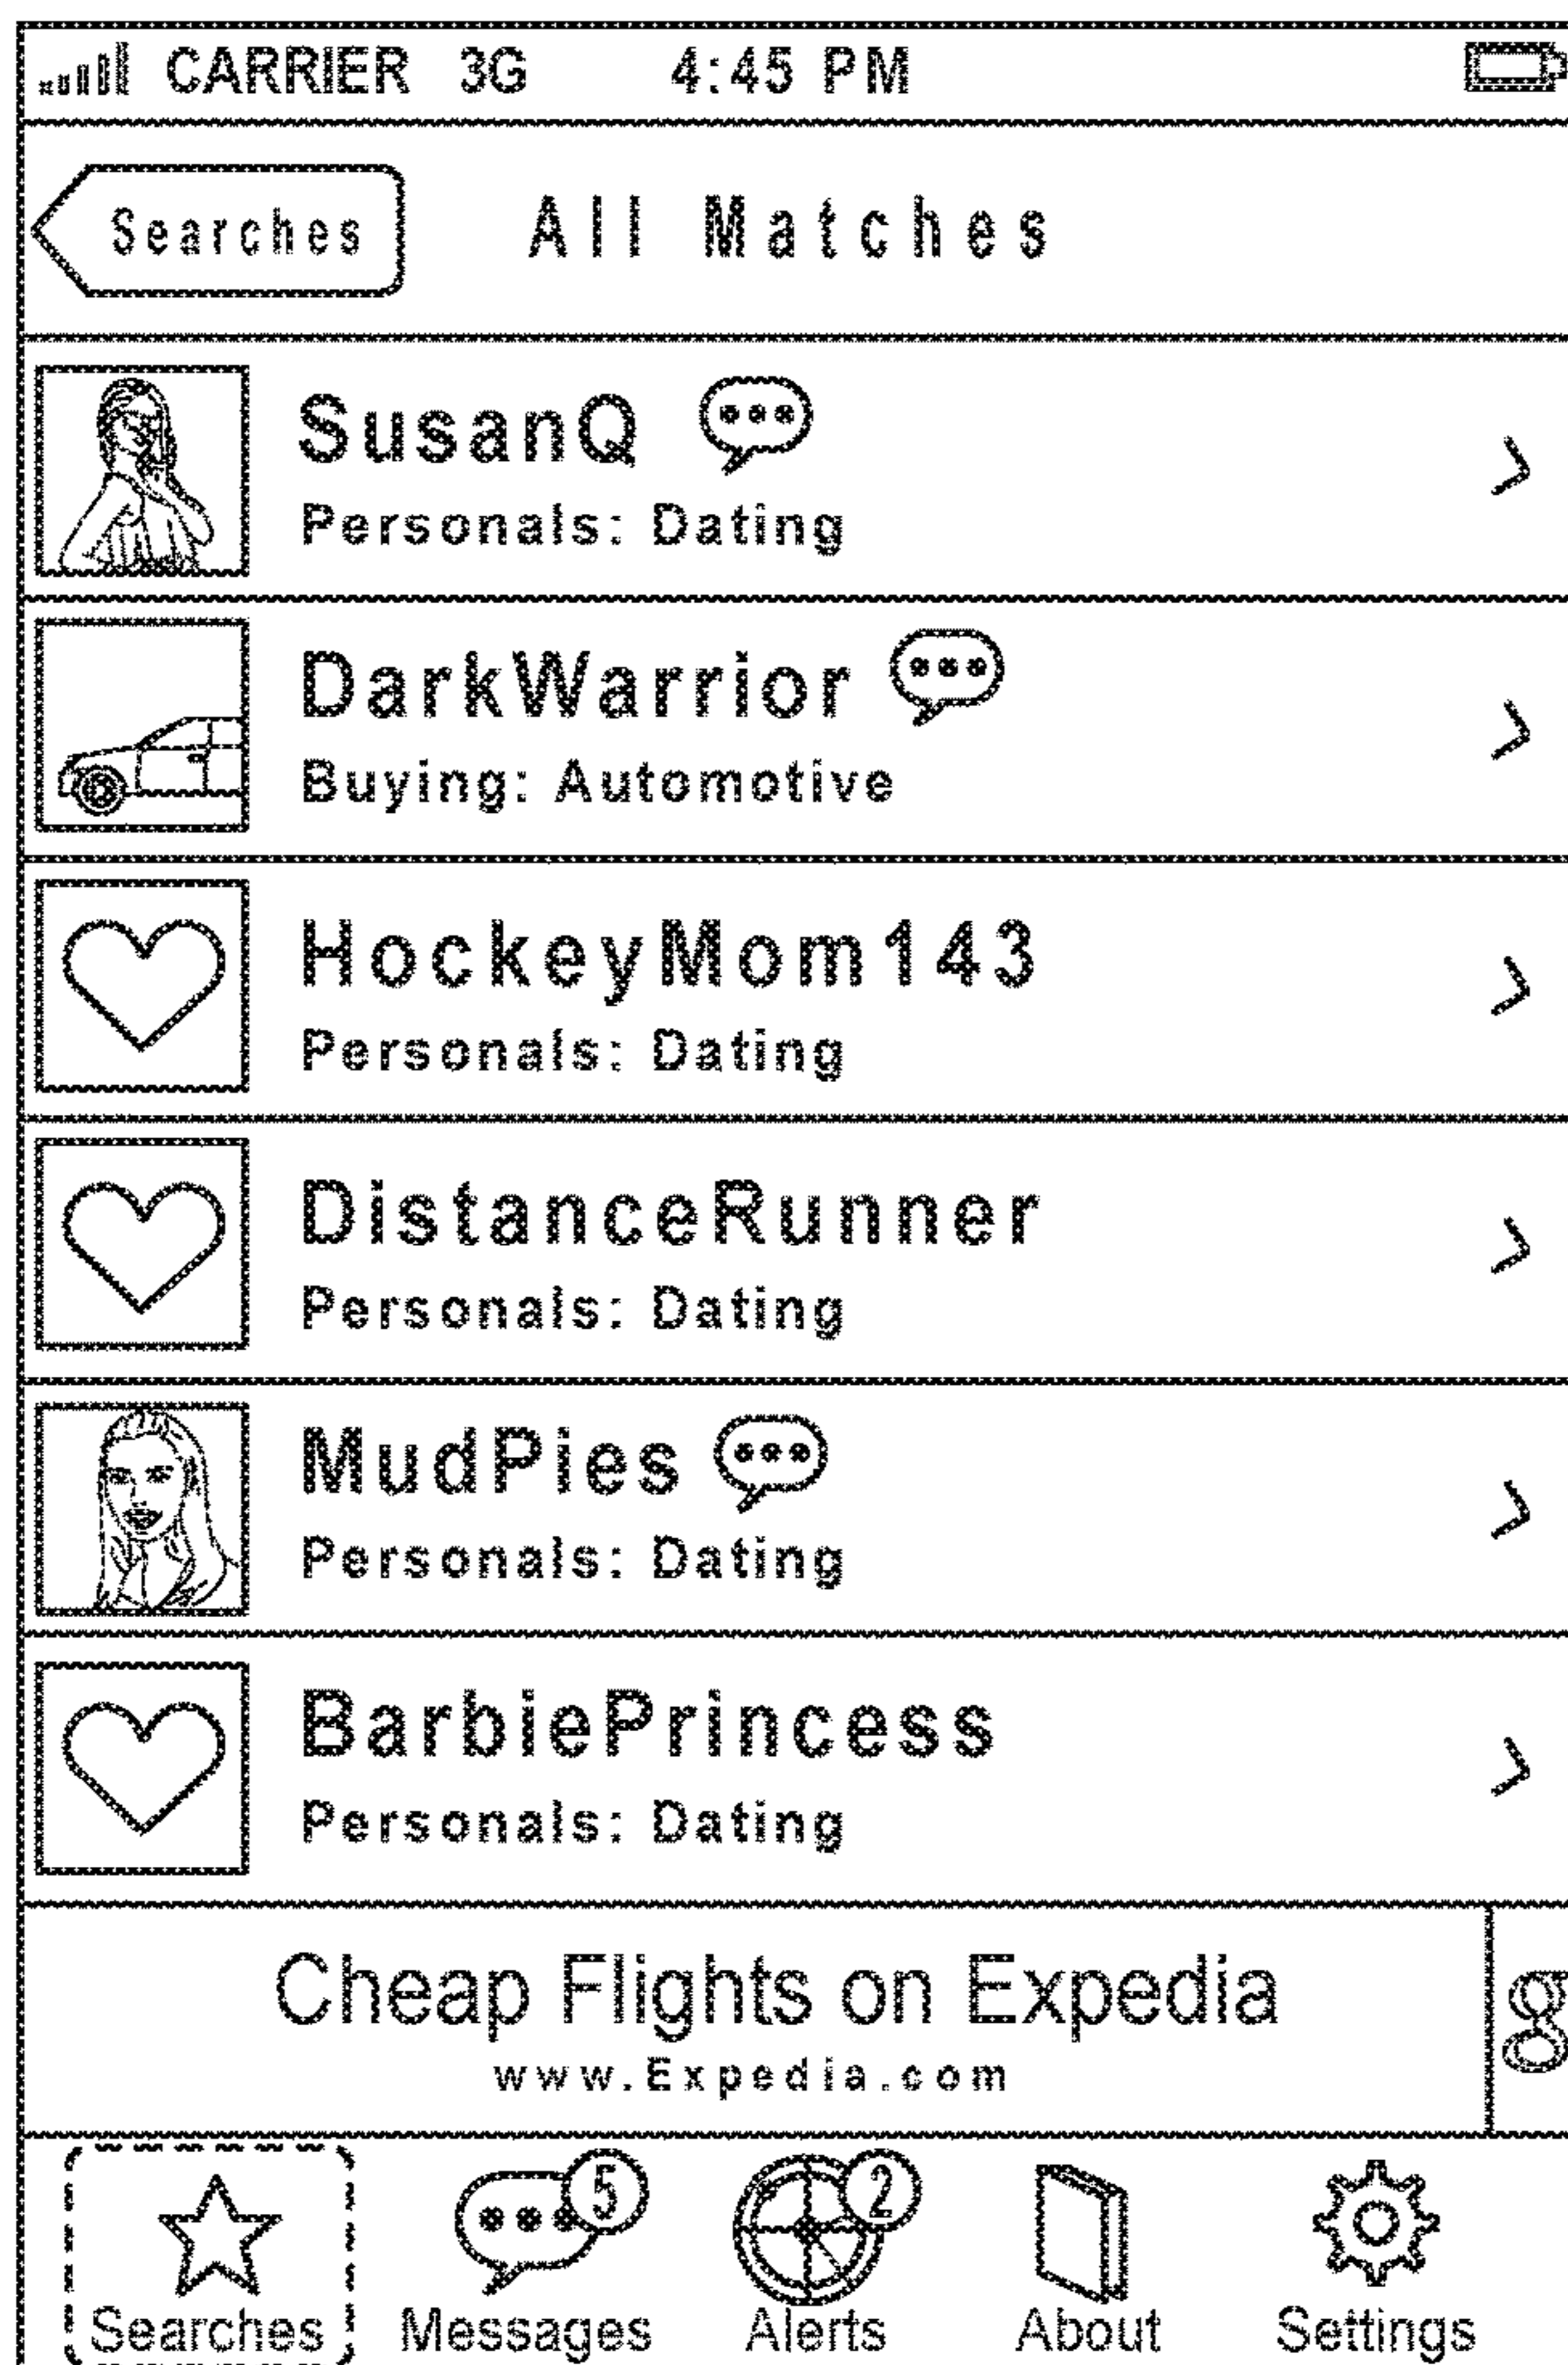 CARRIER 3G 4:45 PM
Searches All Matches
SusanQ
Personals: Dating
DarkWarrior
Buying: Automotive
HockeyMom143
Personals: Dating
DistanceRunner
Personals: Dating
MudPies
Personals: Dating
BarbiePrincess
Personals: Dating
Cheap Flights on Expedia
g
www.Expedia.com
5 2
Searches Messages Alerts About Settings